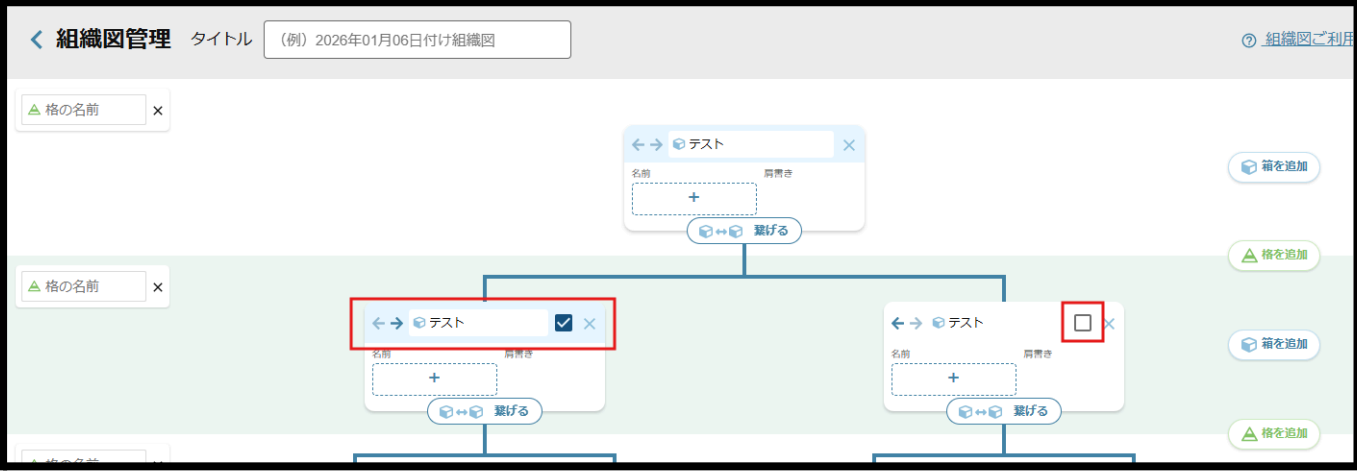 組織図管理 タイトル （例）2026年01月06日付け組織図
組織図ご利用
格の名前
テスト
名前 肩書き
+
繋げる
箱を追加
格を追加
格の名前
テスト
名前 肩書き
+
繋げる
テスト
名前 肩書き
+
繋げる
箱を追加
格を追加
格の名前